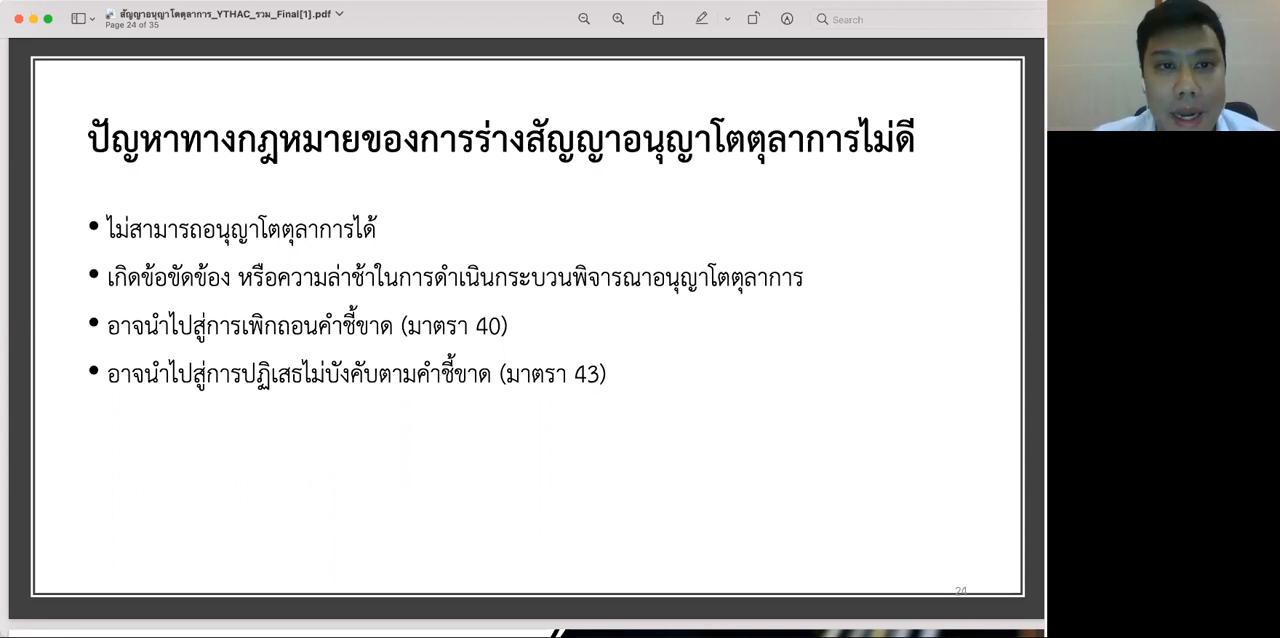 สัญญาอนุญาโตตุลาการ_YTHAC_รวม_Final[1].pdf
Page 24 of 35
Search
ปัญหาทางกฎหมายของการร่างสัญญาอนุญาโตตุลาการไม่ดี
• ไม่สามารถอนุญาโตตุลาการได้
• เกิดข้อขัดข้อง หรือความล่าช้าในการดำเนินกระบวนพิจารณาอนุญาโตตุลาการ
• อาจนำไปสู่การเพิกถอนคำชี้ขาด (มาตรา 40)
• อาจนำไปสู่การปฏิเสธไม่บังคับตามคำชี้ขาด (มาตรา 43)
24